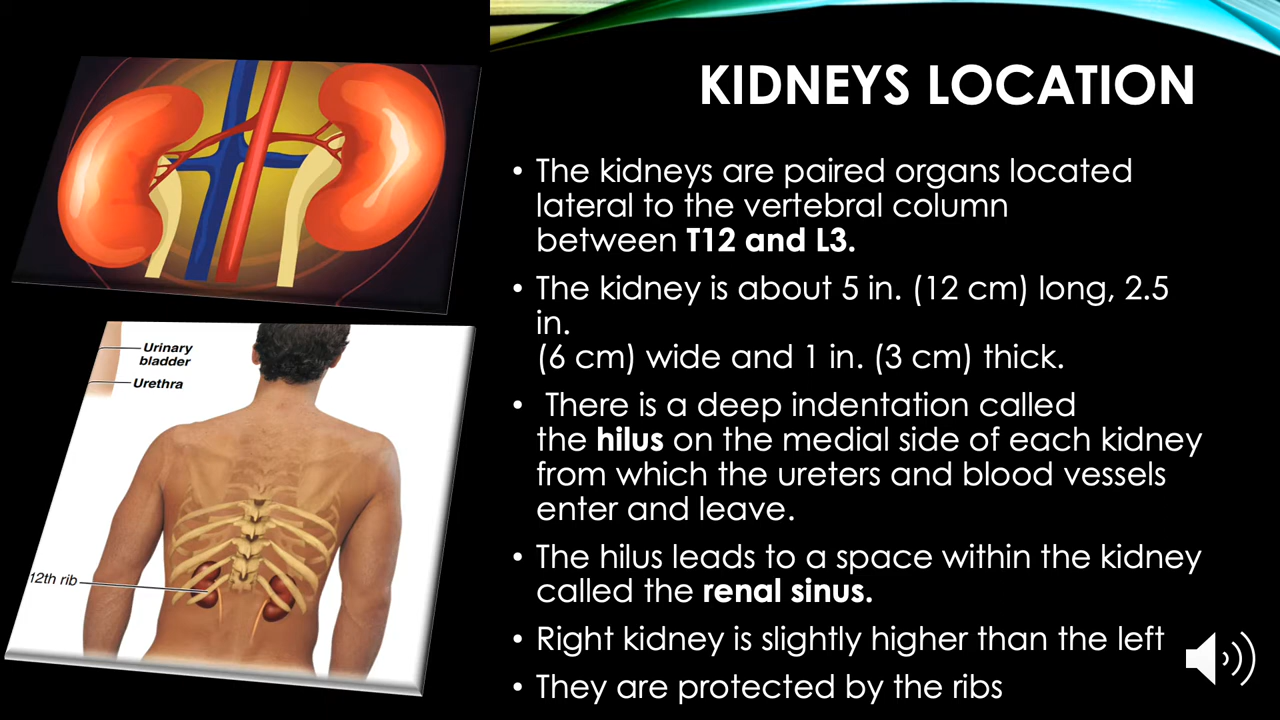 KIDNEYS LOCATION
• The kidneys are paired organs located
lateral to the vertebral column
between T12 and L3.
• The kidney is about 5 in. (12 cm) long, 2.5
in.
(6 cm) wide and 1 in. (3 cm) thick.
• There is a deep indentation called
the hilus on the medial side of each kidney
from which the ureters and blood vessels
enter and leave.
• The hilus leads to a space within the kidney
called the renal sinus.
• Right kidney is slightly higher than the left
• They are protected by the ribs
Urinary
bladder
Urethra
12th rib